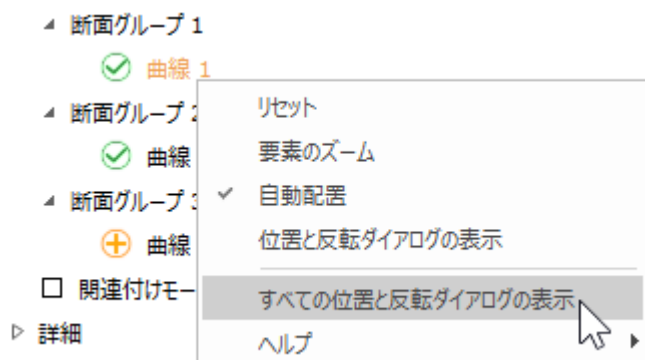 断面グループ 1
曲線 1
断面グループ 2
曲線
断面グループ 3
曲線
関連付けモー
詳細
リセット
要素のズーム
自動配置
位置と反転ダイアログの表示
すべての位置と反転ダイアログの表示
ヘルプ